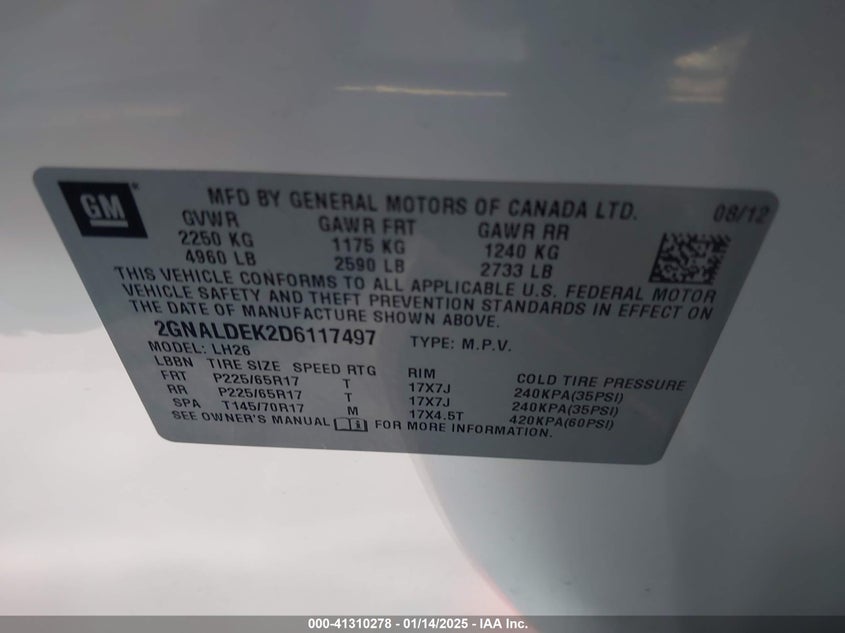 GM
MFD BY GENERAL MOTORS OF CANADA LTD. 08/12
GVWR GAWR FRT GAWR RR
2250 KG 1175 KG 1240 KG
4960 LB 2590 LB 2733 LB
THIS VEHICLE CONFORMS TO ALL APPLICABLE U.S. FEDERAL MOTOR
VEHICLE SAFETY AND THEFT PREVENTION STANDARDS IN EFFECT ON
THE DATE OF MANUFACTURE SHOWN ABOVE.
2GNALDEK2D6117497 TYPE: M.P.V.
MODEL: LH26
LBBN TIRE SIZE SPEED RTG RIM COLD TIRE PRESSURE
FRT P225/65R17 T 17X7J 240KPA(35PSI)
RR P225/65R17 T 17X7J 240KPA(35PSI)
SPA T145/70R17 M 17X4.5T 420KPA(60PSI)
SEE OWNER'S MANUAL FOR MORE INFORMATION.
000-41310278 - 01/14/2025 - IAA Inc.